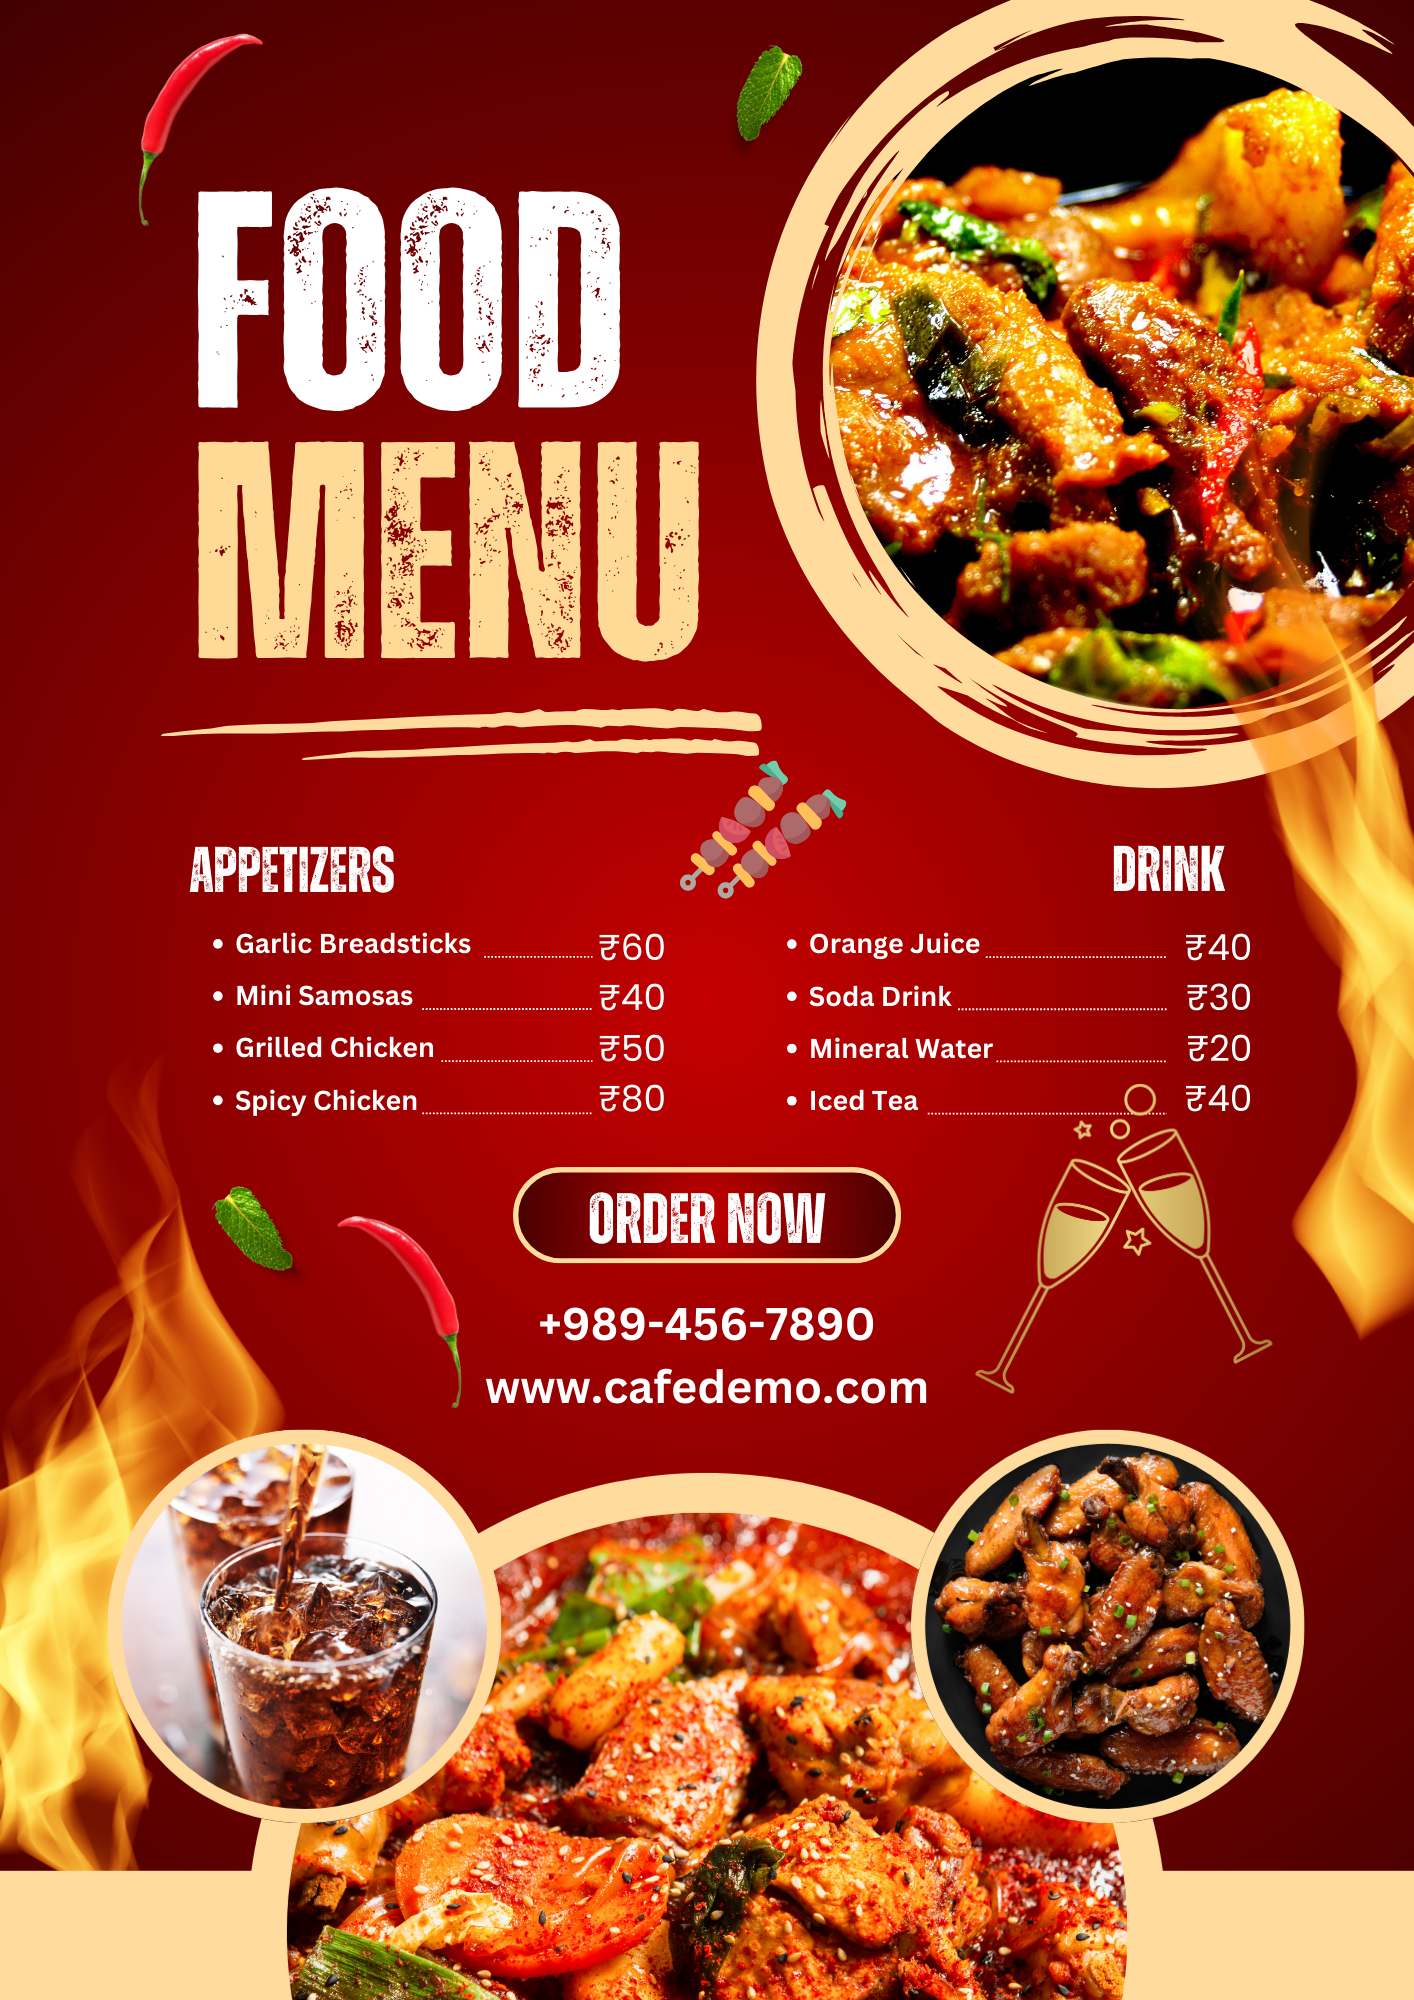 FOOD
MENU
APPETIZERS
Garlic Breadsticks ₹60
Mini Samosas ₹40
Grilled Chicken ₹50
Spicy Chicken ₹80
DRINK
Orange Juice ₹40
Soda Drink ₹30
Mineral Water ₹20
Iced Tea ₹40
ORDER NOW
+989-456-7890
www.cafedemo.com